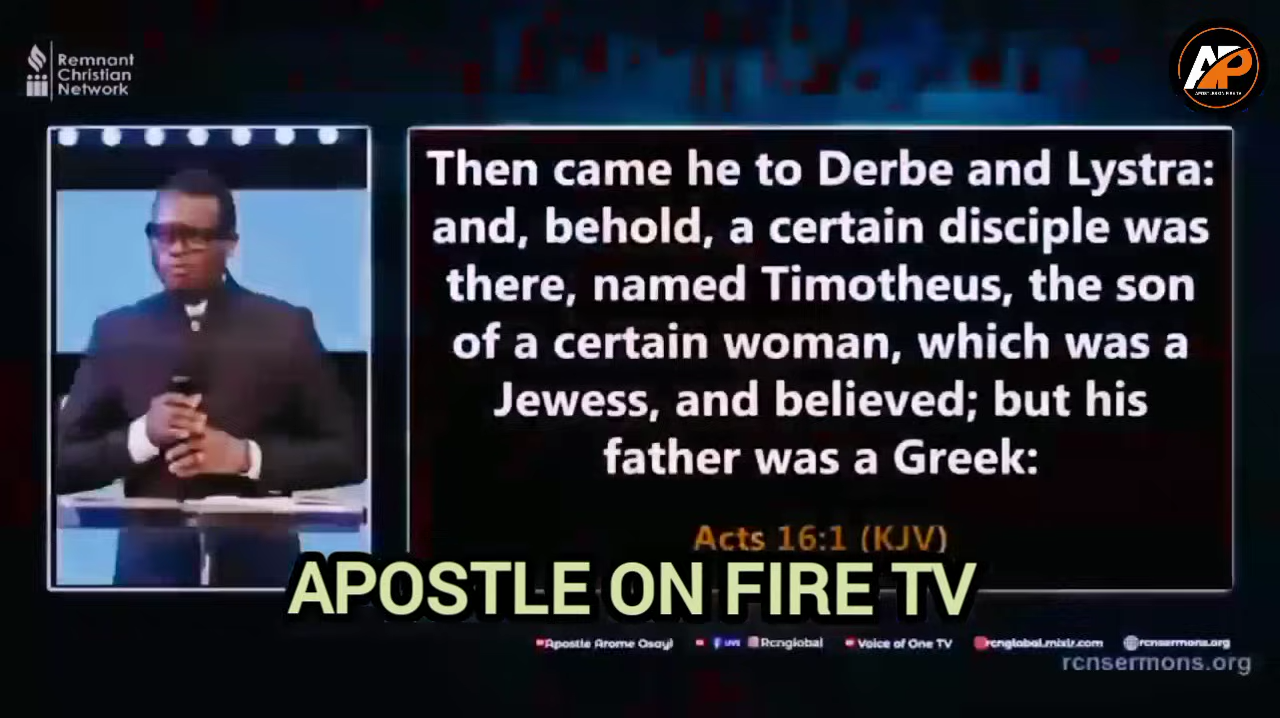 Remnant
Christian
Network
AP
Then came he to Derbe and Lystra:
and, behold, a certain disciple was
there, named Timotheus, the son
of a certain woman, which was a
Jewess, and believed; but his
father was a Greek:
Acts 16:1 (KJV)
APOSTLE ON FIRE TV
Apostle Arome Osayi LIVE Rcnglobal Voice of One TV rcnglobal.mixlr.com rcnsermons.org
rcnsermons.org